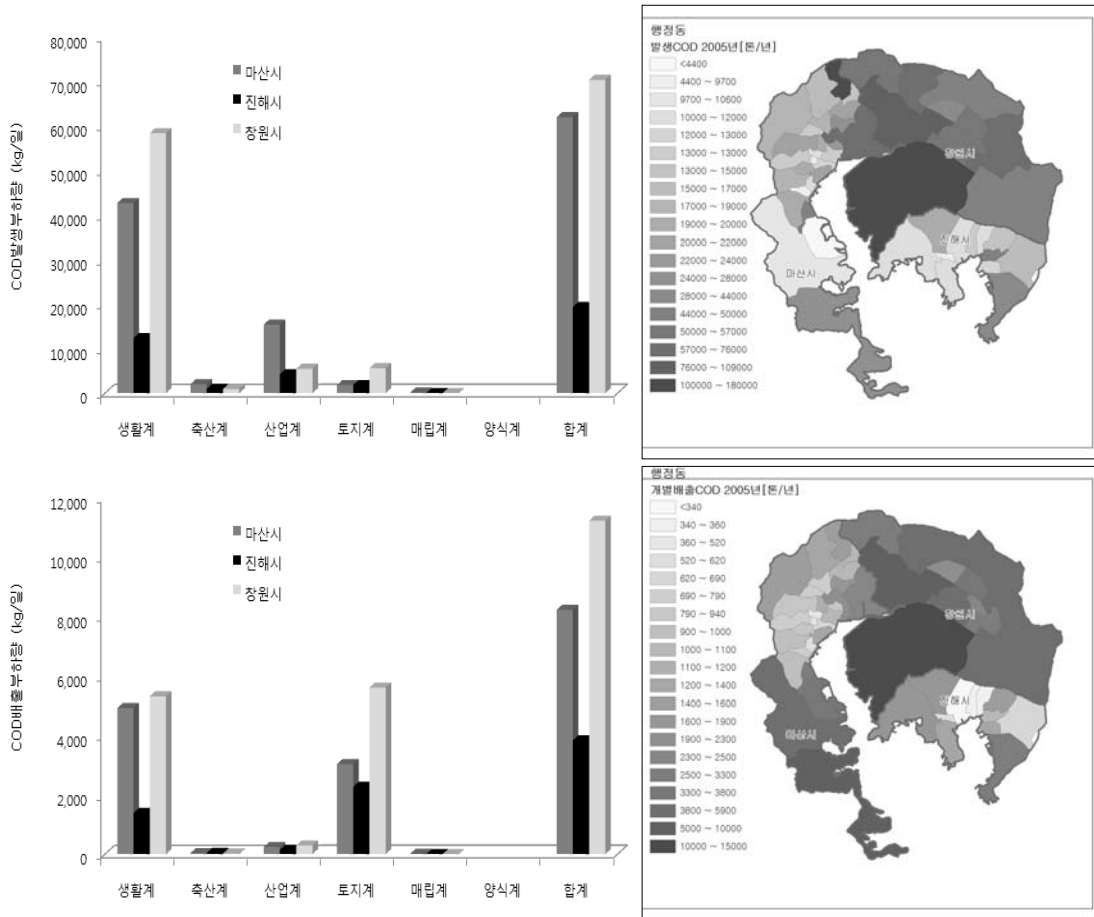 80,000
70,000
60,000
50,000
40,000
30,000
20,000
10,000
0
COD발생부하량 (kg/일)
마산시
진해시
창원시
생활계 축산계 산업계 토지계 매립계 양식계 합계
행정동
발생COD 2005년[톤/년]
<4400
4400 ~ 9700
9700 ~ 10600
10000 ~ 12000
12000 ~ 13000
13000 ~ 13000
13000 ~ 15000
15000 ~ 17000
17000 ~ 19000
19000 ~ 20000
20000 ~ 22000
22000 ~ 24000
24000 ~ 28000
28000 ~ 44000
44000 ~ 50000
50000 ~ 57000
57000 ~ 76000
76000 ~ 109000
100000 ~ 180000
창원시
진해시
마산시
12,000
10,000
8,000
6,000
4,000
2,000
0
COD배출부하량 (kg/일)
마산시
진해시
창원시
생활계 축산계 산업계 토지계 매립계 양식계 합계
행정동
개별배출COD 2005년[톤/년]
<340
340 ~ 360
360 ~ 520
520 ~ 620
620 ~ 690
690 ~ 790
790 ~ 940
900 ~ 1000
1000 ~ 1100
1100 ~ 1200
1200 ~ 1400
1400 ~ 1600
1600 ~ 1900
1900 ~ 2300
2300 ~ 2500
2500 ~ 3300
3300 ~ 3800
3800 ~ 5900
5000 ~ 10000
10000 ~ 15000
창원시
진해시
마산시